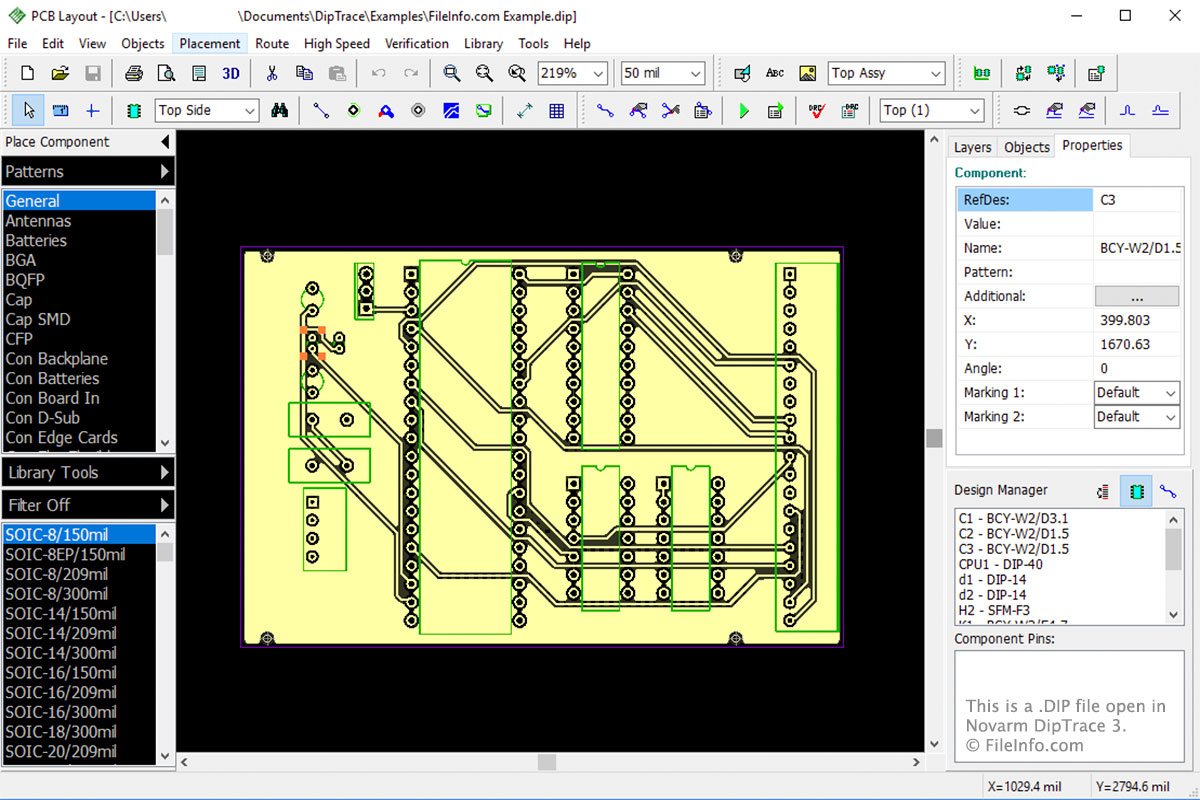 PCB Layout - [C:\Users\ \Documents\DipTrace\Examples\FileInfo.com Example.dip]
File Edit View Objects Placement Route High Speed Verification Library Tools Help
3D 219% 50 mil ABC Top Assy
Top Side DRC DRC Top (1)
Place Component
Patterns
General
Antennas
Batteries
BGA
BQFP
Cap
Cap SMD
CFP
Con Backplane
Con Batteries
Con Board In
Con D-Sub
Con Edge Cards
Library Tools
Filter Off
SOIC-8/150mil
SOIC-8EP/150mil
SOIC-8/209mil
SOIC-8/300mil
SOIC-14/150mil
SOIC-14/209mil
SOIC-14/300mil
SOIC-16/150mil
SOIC-16/209mil
SOIC-16/300mil
SOIC-18/300mil
SOIC-20/209mil
Layers Objects Properties
Component:
RefDes: C3
Value:
Name: BCY-W2/D1.5
Pattern:
Additional: ...
X: 399.803
Y: 1670.63
Angle: 0
Marking 1: Default
Marking 2: Default
Design Manager
C1 - BCY-W2/D3.1
C2 - BCY-W2/D1.5
C3 - BCY-W2/D1.5
CPU1 - DIP-40
d1 - DIP-14
d2 - DIP-14
H2 - SFM-F3
Component Pins:
This is a .DIP file open in
Novarm DipTrace 3.
© FileInfo.com
X=1029.4 mil Y=2794.6 mil